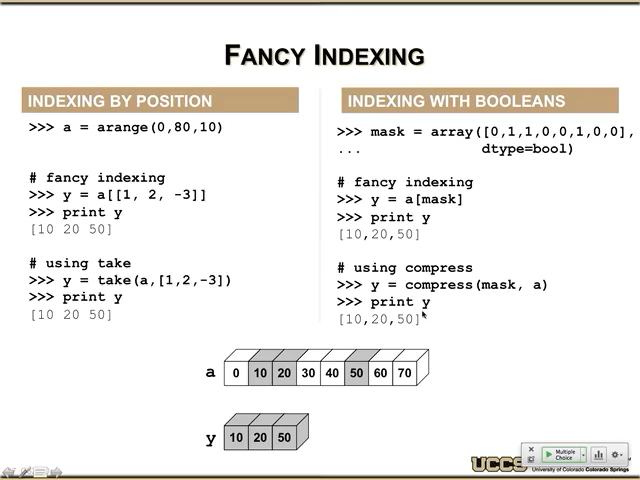 FANCY INDEXING
INDEXING BY POSITION
>>> a = arange(0,80,10)
# fancy indexing
>>> y = a[[1, 2, -3]]
>>> print y
[10 20 50]
# using take
>>> y = take(a,[1,2,-3])
>>> print y
[10 20 50]
INDEXING WITH BOOLEANS
>>> mask = array([0,1,1,0,0,1,0,0],
... dtype=bool)
# fancy indexing
>>> y = a[mask]
>>> print y
[10,20,50]
# using compress
>>> y = compress(mask, a)
>>> print y
[10,20,50]
a 0 10 20 30 40 50 60 70
y 10 20 50
Multiple
Choice
UCCS
University of Colorado Colorado Springs